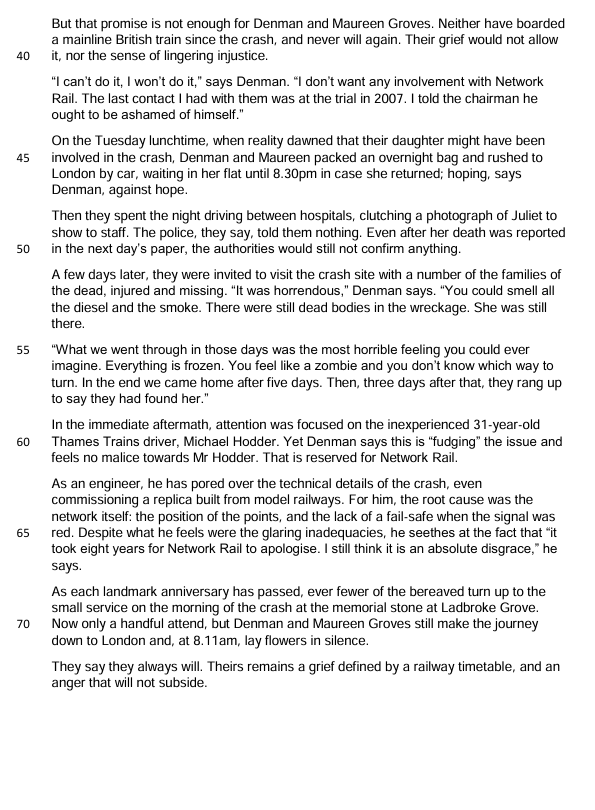 But that promise is not enough for Denman and Maureen Groves. Neither have boarded
a mainline British train since the crash, and never will again. Their grief would not allow
40 it, nor the sense of lingering injustice.
“I can’t do it, I won’t do it,” says Denman. “I don’t want any involvement with Network
Rail. The last contact I had with them was at the trial in 2007. I told the chairman he
ought to be ashamed of himself.”
On the Tuesday lunchtime, when reality dawned that their daughter might have been
45 involved in the crash, Denman and Maureen packed an overnight bag and rushed to
London by car, waiting in her flat until 8.30pm in case she returned; hoping, says
Denman, against hope.
Then they spent the night driving between hospitals, clutching a photograph of Juliet to
show to staff. The police, they say, told them nothing. Even after her death was reported
50 in the next day’s paper, the authorities would still not confirm anything.
A few days later, they were invited to visit the crash site with a number of the families of
the dead, injured and missing. “It was horrendous,” Denman says. “You could smell all
the diesel and the smoke. There were still dead bodies in the wreckage. She was still
there.
55 “What we went through in those days was the most horrible feeling you could ever
imagine. Everything is frozen. You feel like a zombie and you don’t know which way to
turn. In the end we came home after five days. Then, three days after that, they rang up
to say they had found her.”
In the immediate aftermath, attention was focused on the inexperienced 31-year-old
60 Thames Trains driver, Michael Hodder. Yet Denman says this is “fudging” the issue and
feels no malice towards Mr Hodder. That is reserved for Network Rail.
As an engineer, he has pored over the technical details of the crash, even
commissioning a replica built from model railways. For him, the root cause was the
network itself: the position of the points, and the lack of a fail-safe when the signal was
65 red. Despite what he feels were the glaring inadequacies, he seethes at the fact that “it
took eight years for Network Rail to apologise. I still think it is an absolute disgrace,” he
says.
As each landmark anniversary has passed, ever fewer of the bereaved turn up to the
small service on the morning of the crash at the memorial stone at Ladbroke Grove.
70 Now only a handful attend, but Denman and Maureen Groves still make the journey
down to London and, at 8.11am, lay flowers in silence.
They say they always will. Theirs remains a grief defined by a railway timetable, and an
anger that will not subside.